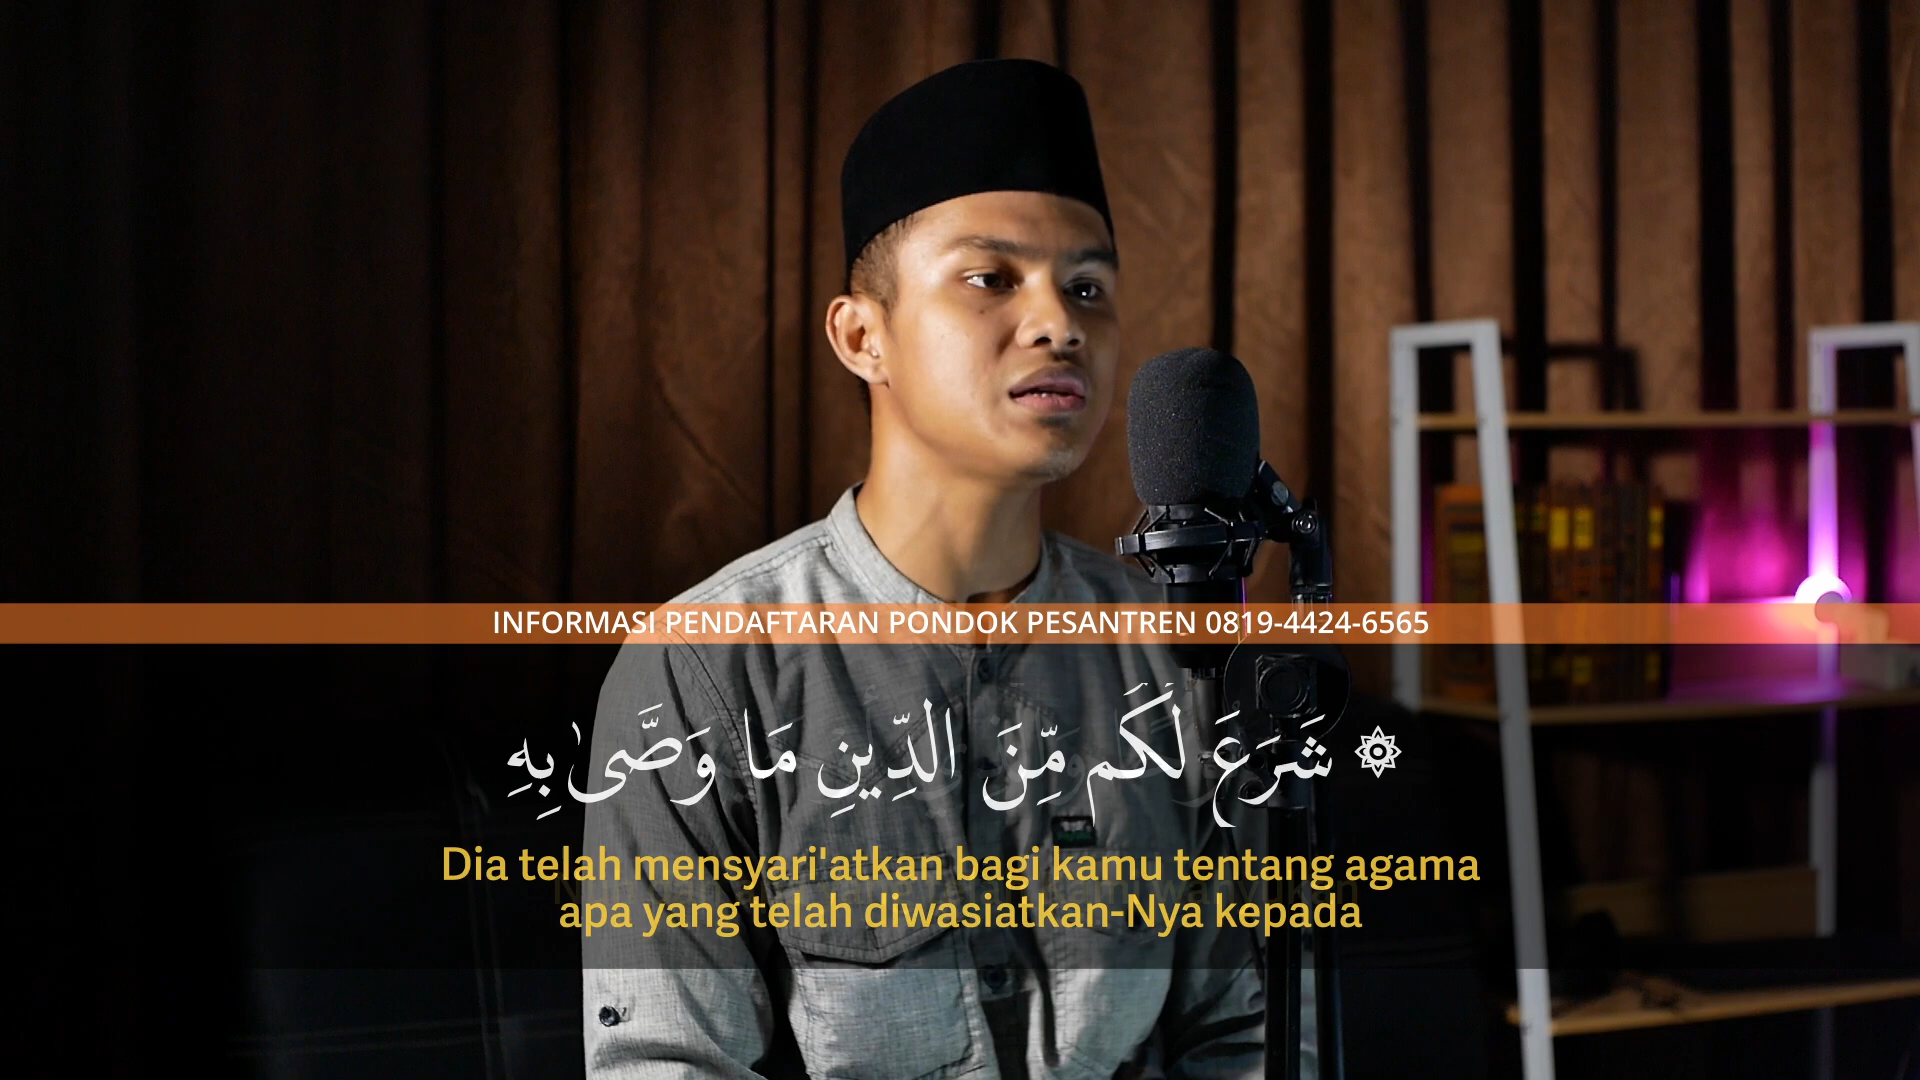 INFORMASI PENDAFTARAN PONDOK PESANTREN 0819-4424-6565
۞ شَرَعَ لَكُم مِّنَ الدِّينِ مَا وَصَّىٰ بِهِ
Dia telah mensyari'atkan bagi kamu tentang agama
apa yang telah diwasiatkan-Nya kepada